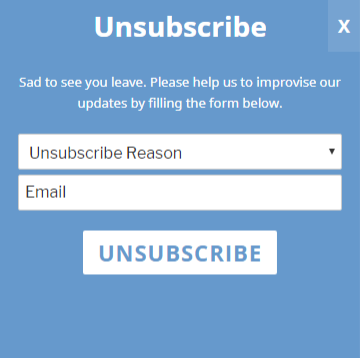 Unsubscribe
X
Sad to see you leave. Please help us to improvise our
updates by filling the form below.
Unsubscribe Reason
Email
UNSUBSCRIBE